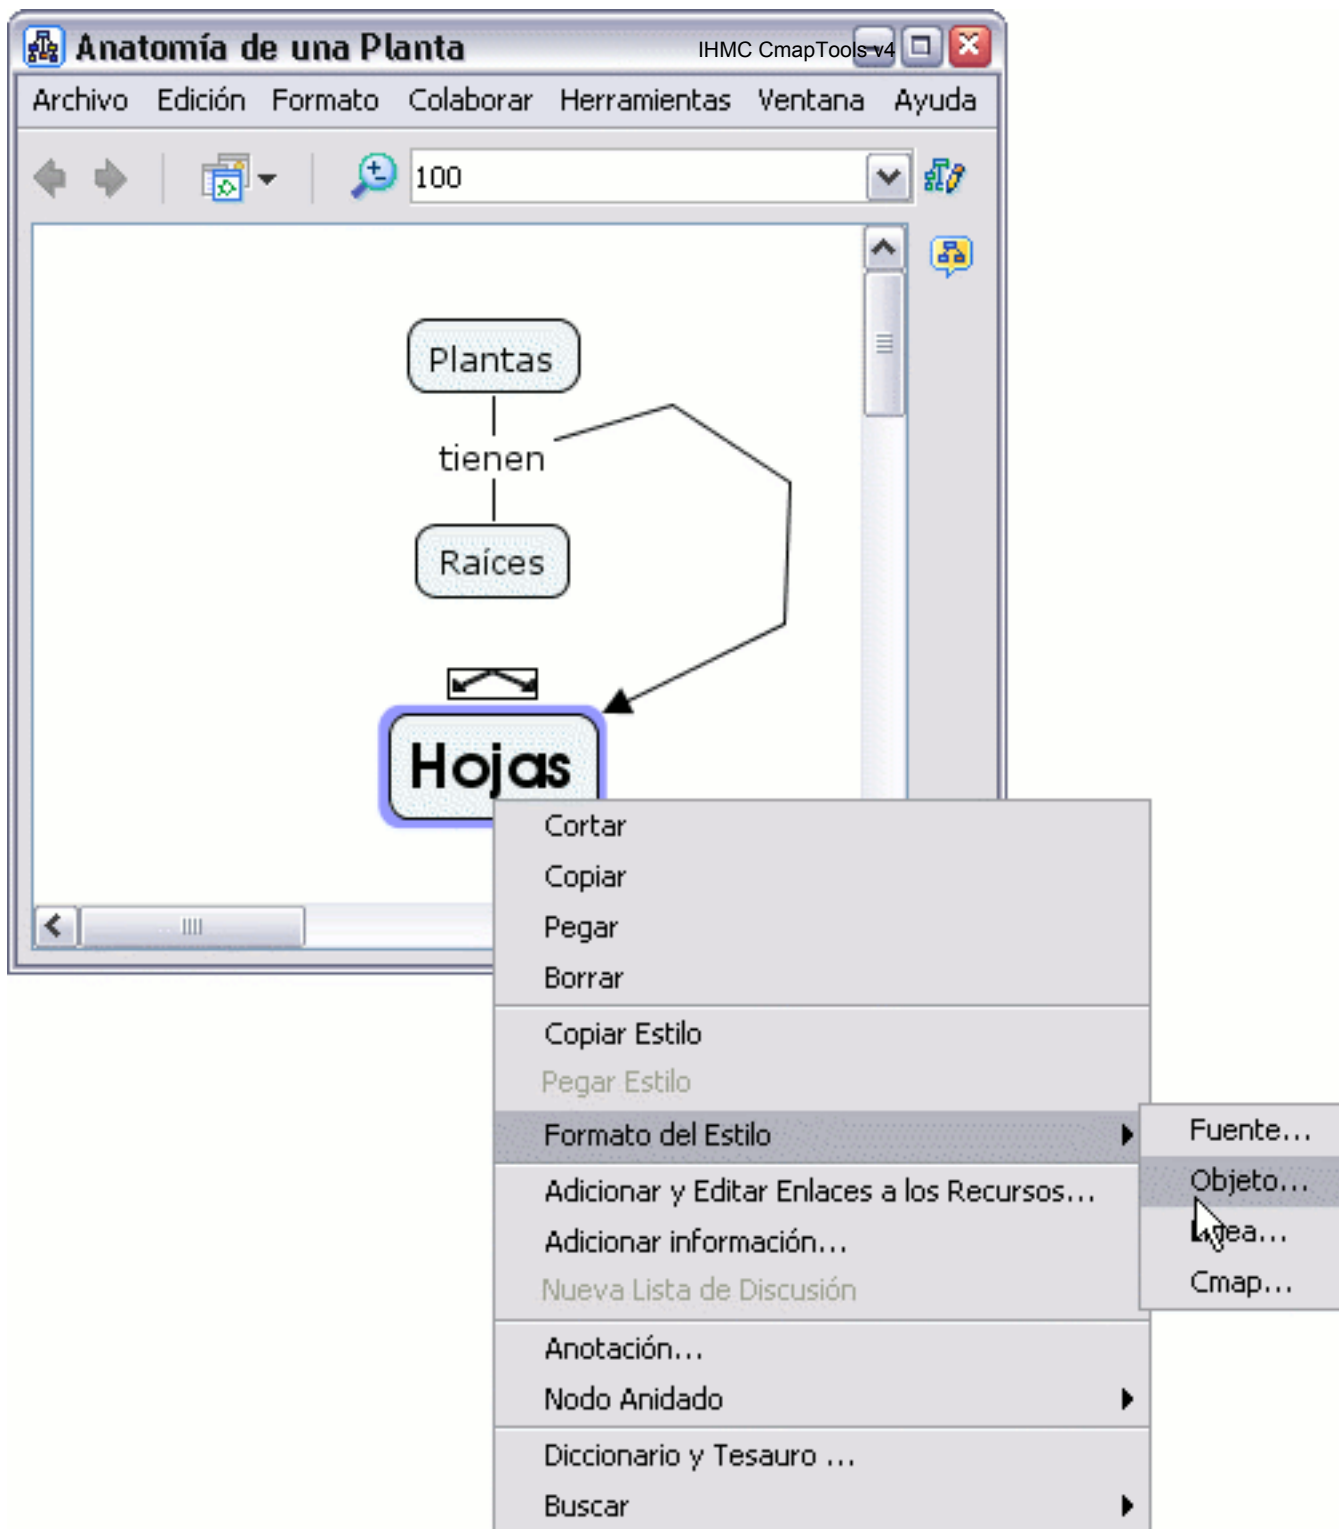 Anatomía de una Planta IHMC CmapTools v4
Archivo Edición Formato Colaborar Herramientas Ventana Ayuda
100
Plantas
tienen
Raíces
Hojas
Cortar
Copiar
Pegar
Borrar
Copiar Estilo
Pegar Estilo
Formato del Estilo
Fuente...
Objeto...
Línea...
Cmap...
Adicionar y Editar Enlaces a los Recursos...
Adicionar información...
Nueva Lista de Discusión
Anotación...
Nodo Anidado
Diccionario y Tesauro ...
Buscar